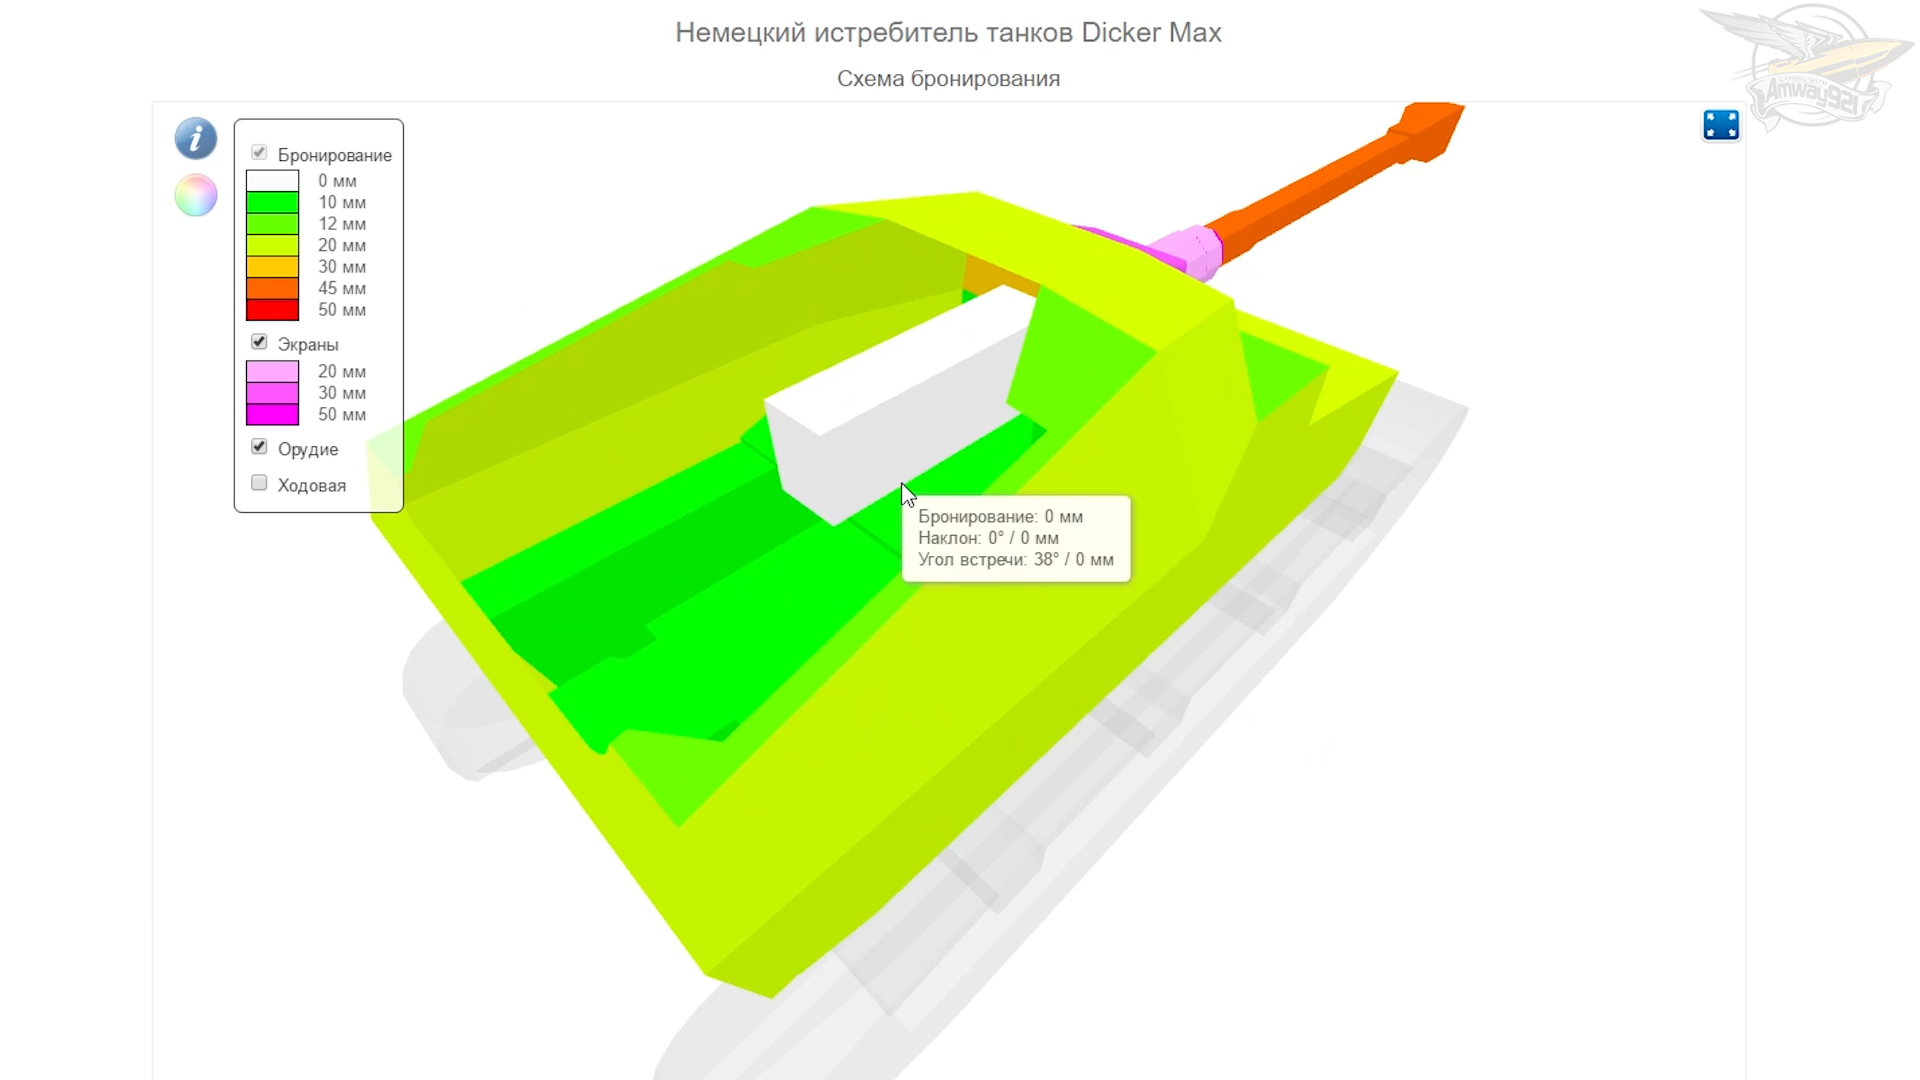 Немецкий истребитель танков Dicker Max
Схема бронирования
Amway921
i
Бронирование
0 мм
10 мм
12 мм
20 мм
30 мм
45 мм
50 мм
Экраны
20 мм
30 мм
50 мм
Орудие
Ходовая
Бронирование: 0 мм
Наклон: 0° / 0 мм
Угол встречи: 38° / 0 мм